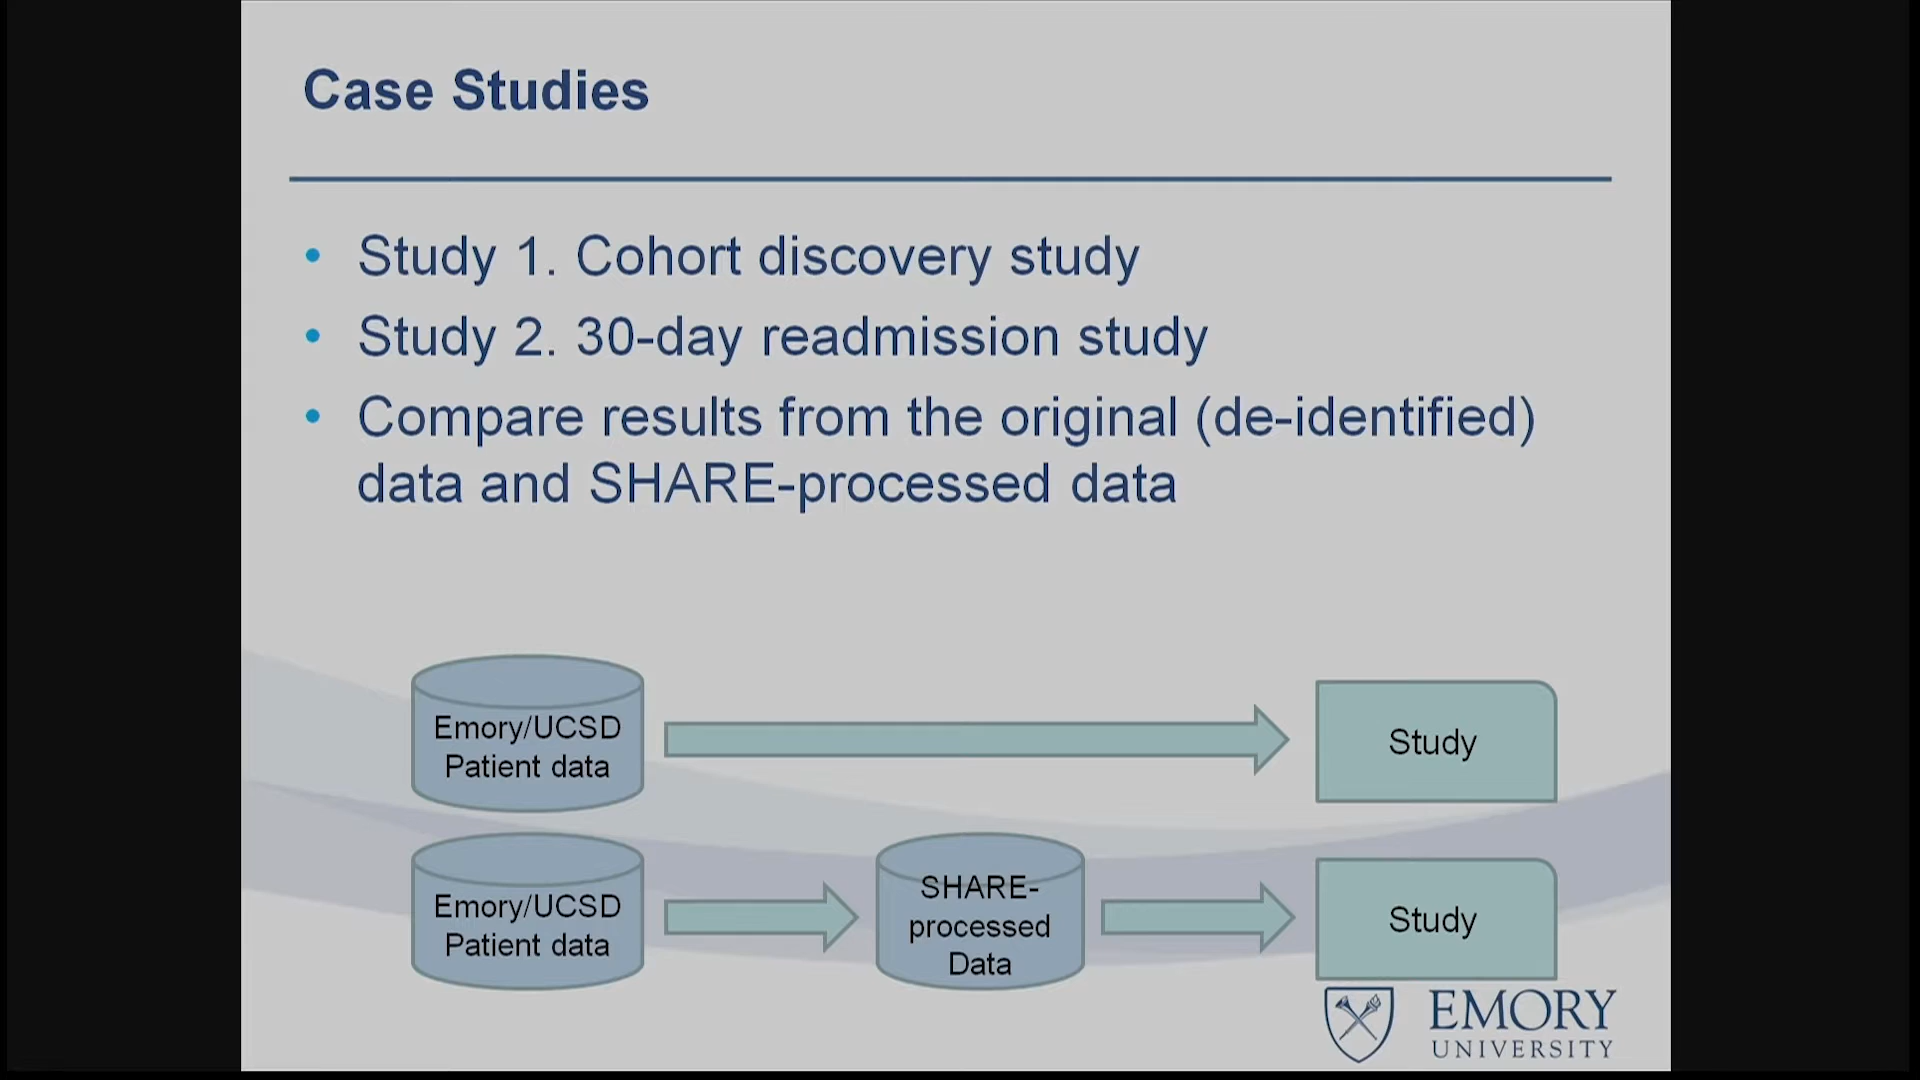 Case Studies
• Study 1. Cohort discovery study
• Study 2. 30-day readmission study
• Compare results from the original (de-identified)
data and SHARE-processed data
Emory/UCSD
Patient data
Study
Emory/UCSD
Patient data
SHARE-
processed
Data
Study
EMORY
UNIVERSITY